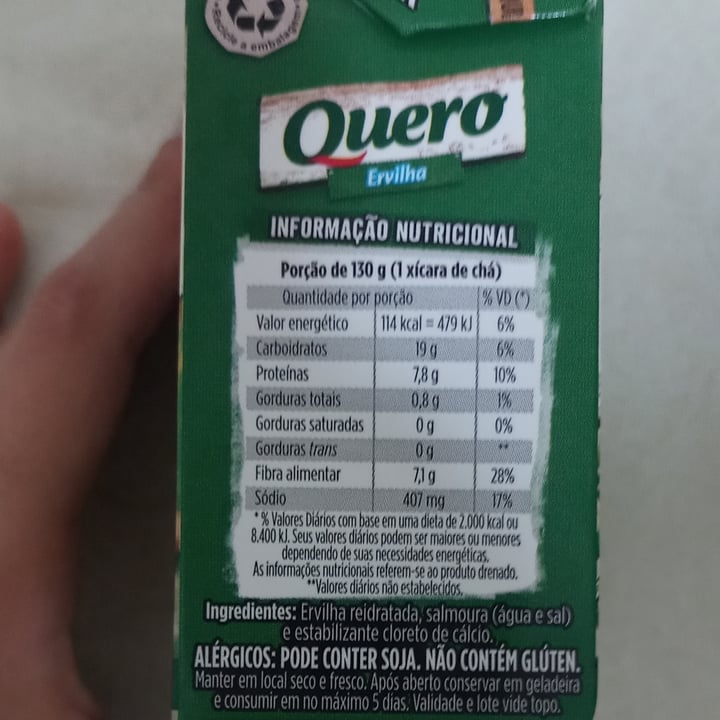 Recicle a embalagem
Quero
Ervilha
INFORMAÇÃO NUTRICIONAL
Porção de 130 g (1 xícara de chá)
Quantidade por porção % VD (*)
Valor energético 114 kcal = 479 kJ 6%
Carboidratos 19 g 6%
Proteínas 7,8 g 10%
Gorduras totais 0,8 g 1%
Gorduras saturadas 0 g 0%
Gorduras trans 0 g **
Fibra alimentar 7,1 g 28%
Sódio 407 mg 17%
* % Valores Diários com base em uma dieta de 2.000 kcal ou
8.400 kJ. Seus valores diários podem ser maiores ou menores
dependendo de suas necessidades energéticas.
As informações nutricionais referem-se ao produto drenado.
**Valores diários não estabelecidos.
Ingredientes: Ervilha reidratada, salmoura (água e sal)
e estabilizante cloreto de cálcio.
ALÉRGICOS: PODE CONTER SOJA. NÃO CONTÉM GLÚTEN.
Manter em local seco e fresco. Após aberto conservar em geladeira
e consumir em no máximo 5 dias. Validade e lote vide topo.